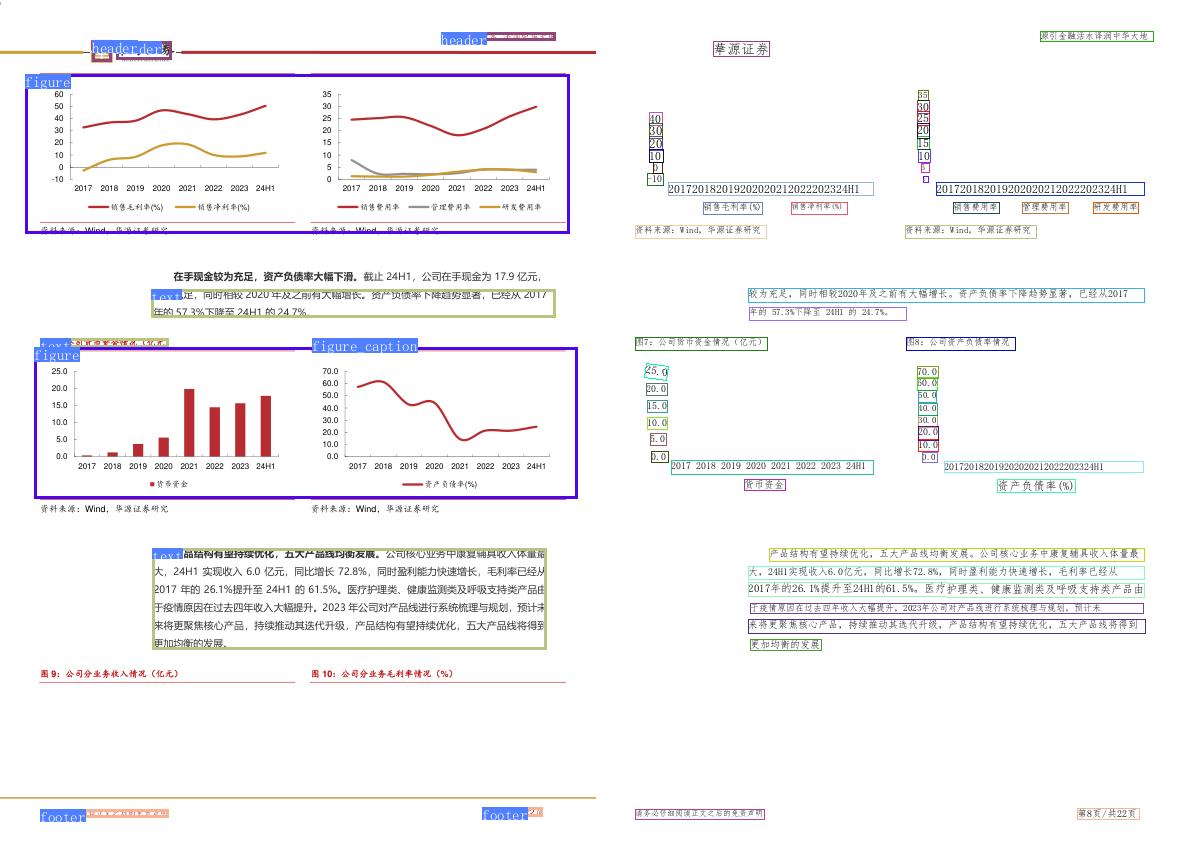 header
header
figure
60
50
40
30
20
10
0
-10
2017 2018 2019 2020 2021 2022 2023 24H1
销售毛利率(%) 销售净利率(%)
资料来源：Wind，华源证券研究
35
30
25
20
15
10
5
0
2017 2018 2019 2020 2021 2022 2023 24H1
销售费用率 管理费用率 研发费用率
资料来源：Wind，华源证券研究
在手现金较为充足，资产负债率大幅下滑。截止 24H1，公司在手现金为 17.9 亿元，
text
足，同时相较 2020 年及之前有大幅增长。资产负债率下降趋势显著，已经从 2017
年的 57.3%下降至 24H1 的 24.7%。
text
figure
figure_caption
25.0
20.0
15.0
10.0
5.0
0.0
2017 2018 2019 2020 2021 2022 2023 24H1
货币资金
资料来源：Wind，华源证券研究
70.0
60.0
50.0
40.0
30.0
20.0
10.0
0.0
2017 2018 2019 2020 2021 2022 2023 24H1
资产负债率(%)
资料来源：Wind，华源证券研究
text
品结构有望持续优化，五大产品线均衡发展。公司核心业务中康复辅具收入体量最
大，24H1 实现收入 6.0 亿元，同比增长 72.8%，同时盈利能力快速增长，毛利率已经从
2017 年的 26.1%提升至 24H1 的 61.5%。医疗护理类、健康监测类及呼吸支持类产品由
于疫情原因在过去四年收入大幅提升。2023 年公司对产品线进行系统梳理与规划，预计未
来将更聚焦核心产品，持续推动其迭代升级，产品结构有望持续优化，五大产品线将得到
更加均衡的发展。
图 9：公司分业务收入情况（亿元）
图 10：公司分业务毛利率情况（%）
footer
footer
華源证券
源引金融活水译润中华大地
40
30
20
10
0
-10
20172018201920202021202220232​4H1
销售毛利率(%) 销售净利率(%)
资料来源：Wind，华源证券研究
35
30
25
20
15
10
5
20172018201920202021202220232​4H1
销售费用率 管理费用率 研发费用率
资料来源：Wind，华源证券研究
较为充足，同时相较2020年及之前有大幅增长。资产负债率下降趋势显著，已经从2017
年的 57.3%下降至 24H1 的 24.7%。
图7：公司货币资金情况（亿元）
图8：公司资产负债率情况
25.0
20.0
15.0
10.0
5.0
0.0
2017 2018 2019 2020 2021 2022 2023 24H1
货币资金
70.0
60.0
50.0
40.0
30.0
20.0
10.0
0.0
20172018201920202021202220232​4H1
资产负债率(%)
产品结构有望持续优化，五大产品线均衡发展。公司核心业务中康复辅具收入体量最
大，24H1实现收入6.0亿元，同比增长72.8%，同时盈利能力快速增长，毛利率已经从
2017年的26.1%提升至24H1的61.5%。医疗护理类、健康监测类及呼吸支持类产品由
于疫情原因在过去四年收入大幅提升。2023年公司对产品线进行系统梳理与规划，预计未
来将更聚焦核心产品，持续推动其迭代升级，产品结构有望持续优化，五大产品线将得到
更加均衡的发展
请务必仔细阅读正文之后的免责声明
第8页/共22页